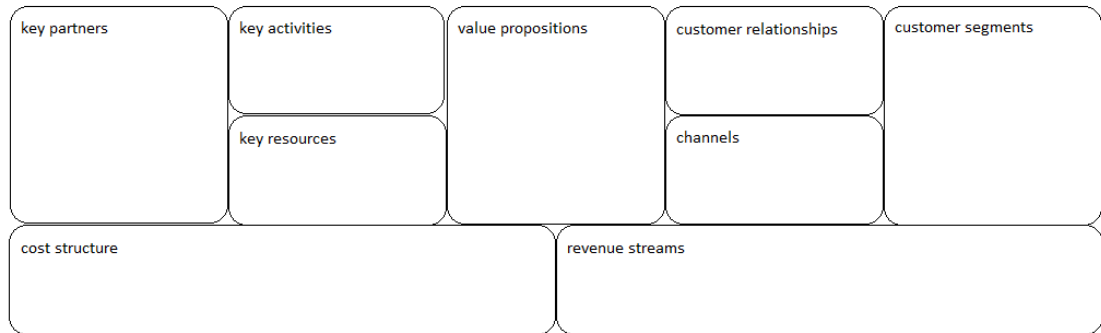 key partners
key activities
value propositions
customer relationships
customer segments
key resources
channels
cost structure
revenue streams